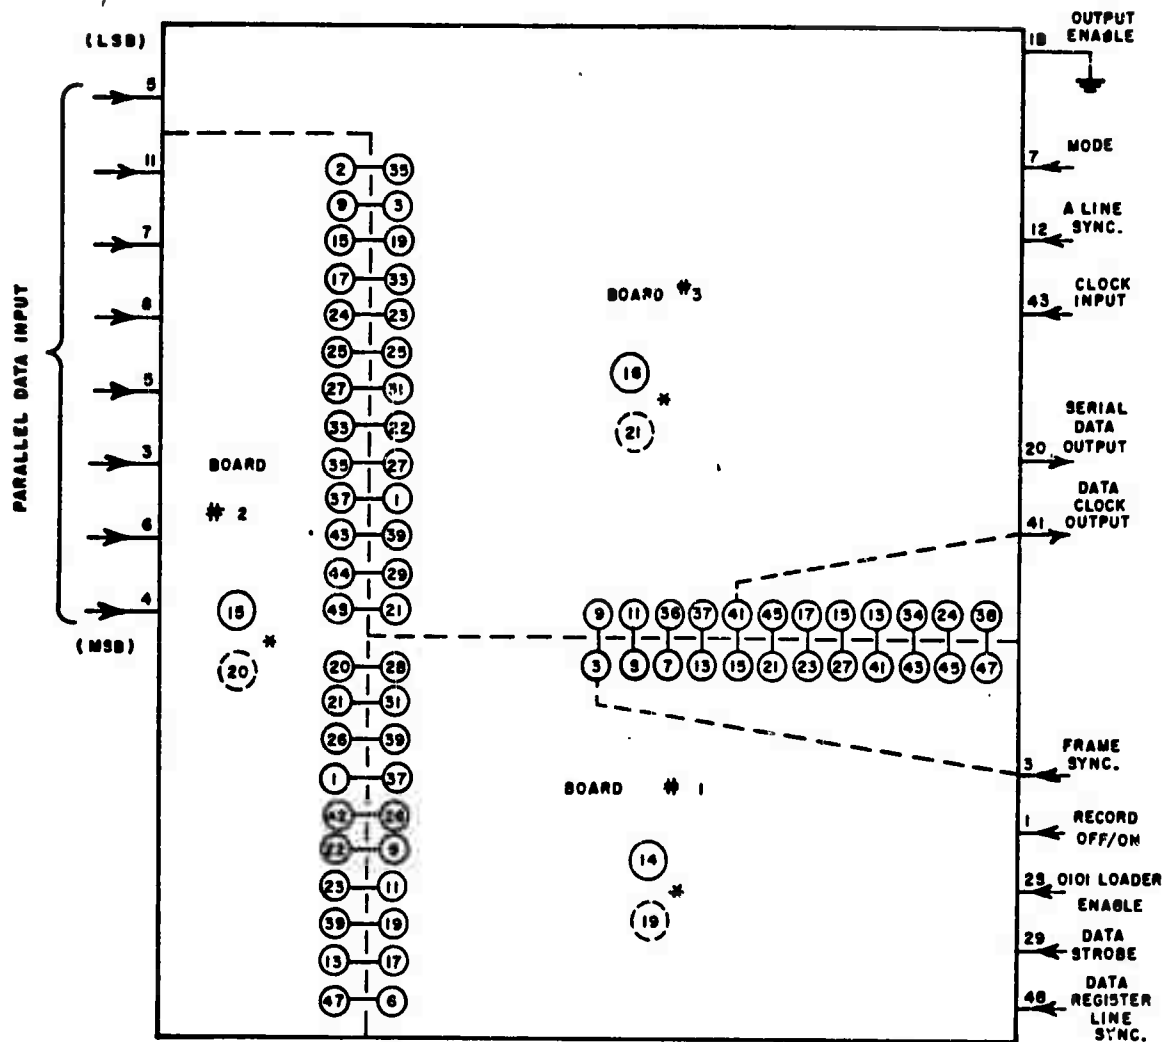 (LSB)
5
11
7
8
5
3
6
4
(MSB)
PARALLEL DATA INPUT
OUTPUT
ENABLE
18
MODE
7
A LINE
SYNC.
12
CLOCK
INPUT
43
SERIAL
DATA
OUTPUT
20
DATA
CLOCK
OUTPUT
41
FRAME
SYNC.
3
RECORD
OFF/ON
1
0101 LOADER
ENABLE
DATA
STROBE
29
DATA
REGISTER
LINE
SYNC.
46
BOARD #3
16
*
21
BOARD
# 2
15
*
20
BOARD # 1
14
*
19
2 35
9 3
15 19
17 33
24 23
25 25
27 31
33 22
35 27
37 1
43 39
44 29
45 21
20 28
21 31
26 39
1 37
42 26
22 9
23 11
39 19
13 17
47 6
9 11 36 37 41 45 17 15 13 34 24 38
3 9 7 13 15 21 23 27 41 43 45 47